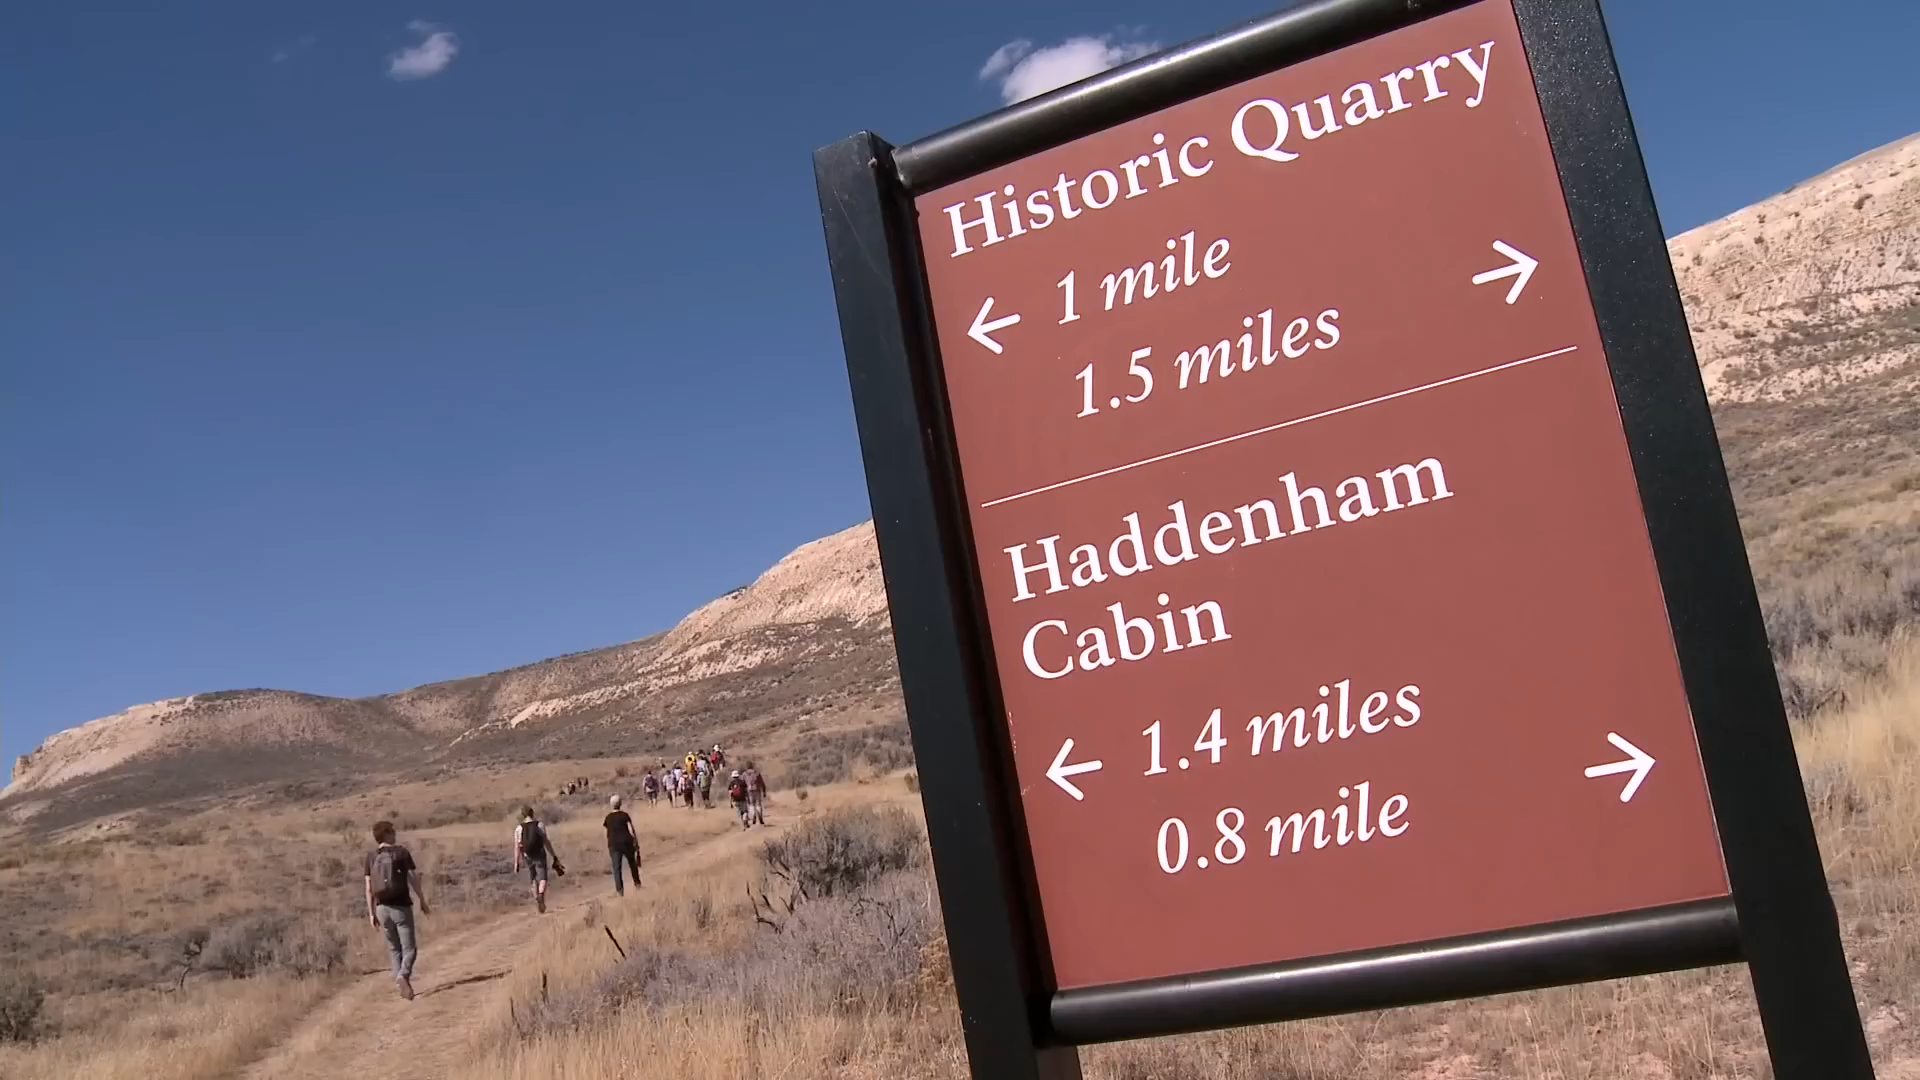 Historic Quarry
← 1 mile
1.5 miles →
Haddenham
Cabin
← 1.4 miles
0.8 mile →